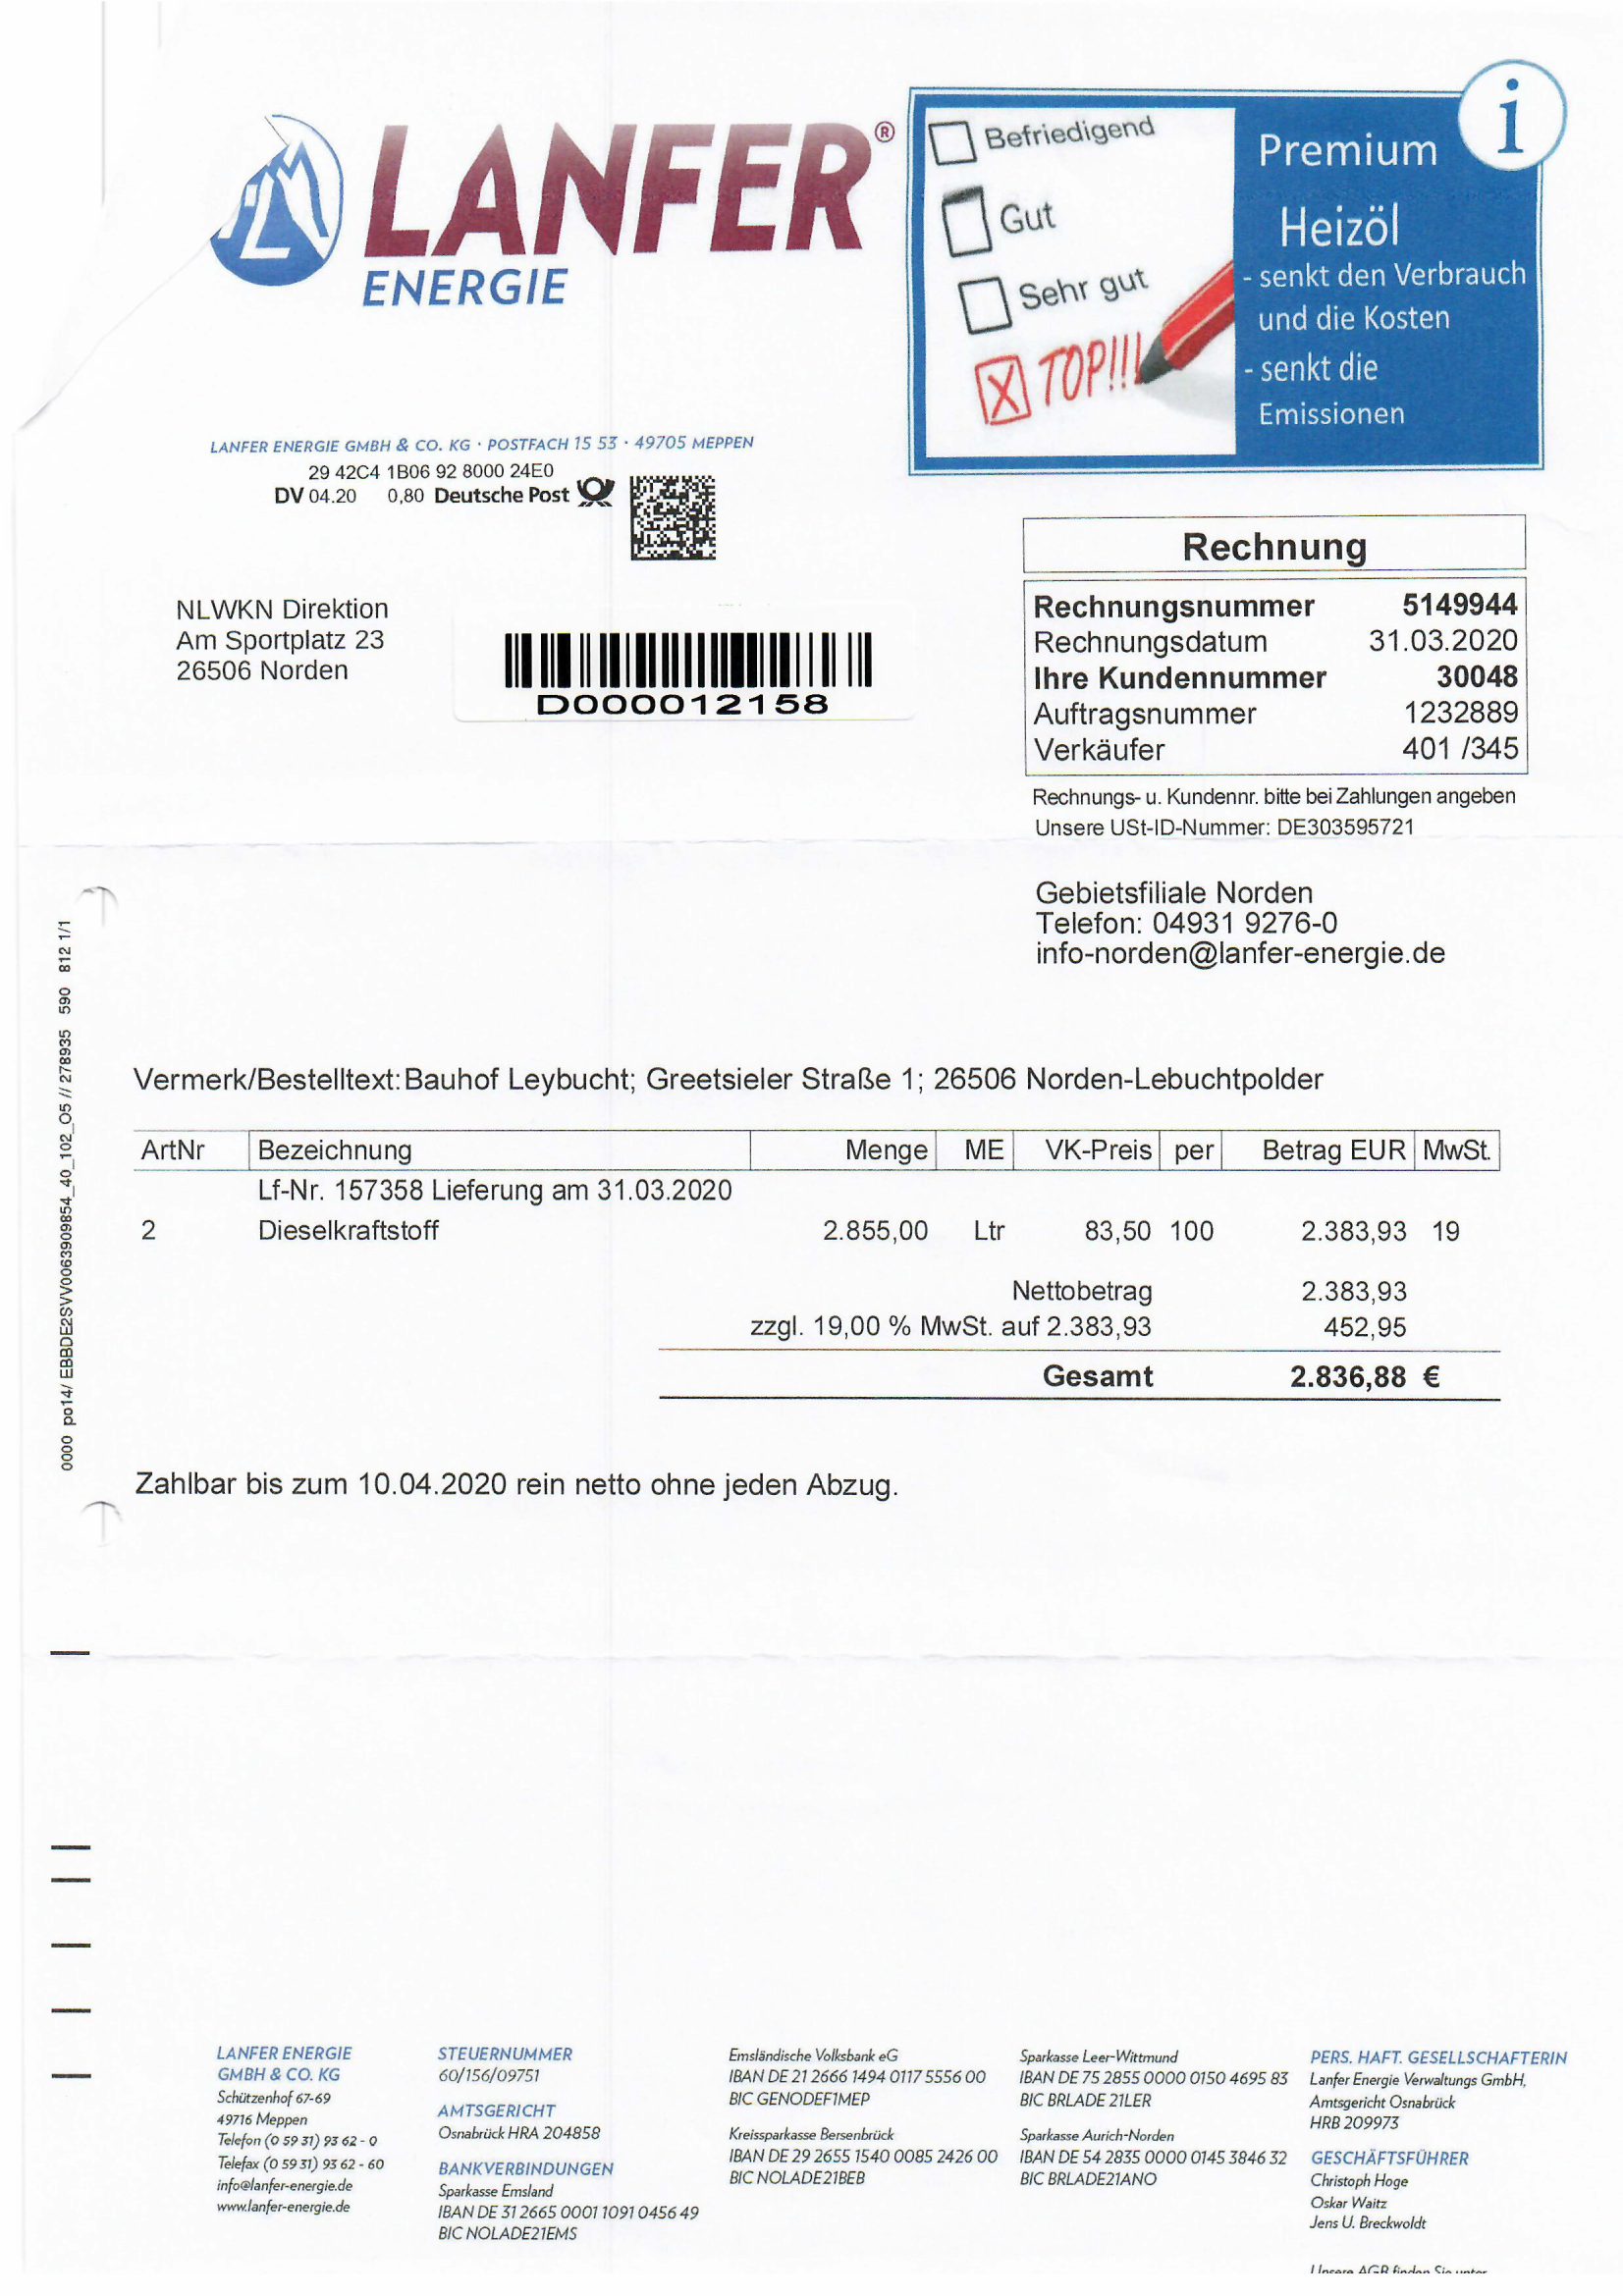 LANFER®
ENERGIE
Befriedigend
Gut
Sehr gut
X TOP!!!
i
Premium
Heizöl
- senkt den Verbrauch
und die Kosten
- senkt die
Emissionen
LANFER ENERGIE GMBH & CO. KG · POSTFACH 15 53 · 49705 MEPPEN
29 42C4 1B06 92 8000 24E0
DV 04.20 0,80 Deutsche Post
NLWKN Direktion
Am Sportplatz 23
26506 Norden
D000012158
Rechnung
Rechnungsnummer 5149944
Rechnungsdatum 31.03.2020
Ihre Kundennummer 30048
Auftragsnummer 1232889
Verkäufer 401 /345
Rechnungs- u. Kundennr. bitte bei Zahlungen angeben
Unsere USt-ID-Nummer: DE303595721
Gebietsfiliale Norden
Telefon: 04931 9276-0
info-norden@lanfer-energie.de
0000 po14/ EBBDE2SVV0063909854_40_102_O5 // 278935 590 812 1/1
Vermerk/Bestelltext: Bauhof Leybucht; Greetsieler Straße 1; 26506 Norden-Lebuchtpolder
ArtNr Bezeichnung Menge ME VK-Preis per Betrag EUR MwSt.
Lf-Nr. 157358 Lieferung am 31.03.2020
2 Dieselkraftstoff 2.855,00 Ltr 83,50 100 2.383,93 19
Nettobetrag 2.383,93
zzgl. 19,00 % MwSt. auf 2.383,93 452,95
Gesamt 2.836,88 €
Zahlbar bis zum 10.04.2020 rein netto ohne jeden Abzug.
LANFER ENERGIE
GMBH & CO. KG
Schützenhof 67-69
49716 Meppen
Telefon (0 59 31) 93 62 - 0
Telefax (0 59 31) 93 62 - 60
info@lanfer-energie.de
www.lanfer-energie.de
STEUERNUMMER
60/156/09751
AMTSGERICHT
Osnabrück HRA 204858
BANKVERBINDUNGEN
Sparkasse Emsland
IBAN DE 31 2665 0001 1091 0456 49
BIC NOLADE21EMS
Emsländische Volksbank eG
IBAN DE 21 2666 1494 0117 5556 00
BIC GENODEF1MEP
Kreissparkasse Bersenbrück
IBAN DE 29 2655 1540 0085 2426 00
BIC NOLADE21BEB
Sparkasse Leer-Wittmund
IBAN DE 75 2855 0000 0150 4695 83
BIC BRLADE 21LER
Sparkasse Aurich-Norden
IBAN DE 54 2835 0000 0145 3846 32
BIC BRLADE21ANO
PERS. HAFT. GESELLSCHAFTERIN
Lanfer Energie Verwaltungs GmbH,
Amtsgericht Osnabrück
HRB 209973
GESCHÄFTSFÜHRER
Christoph Hoge
Oskar Waitz
Jens U. Breckwoldt
Unsere AGB finden Sie unter